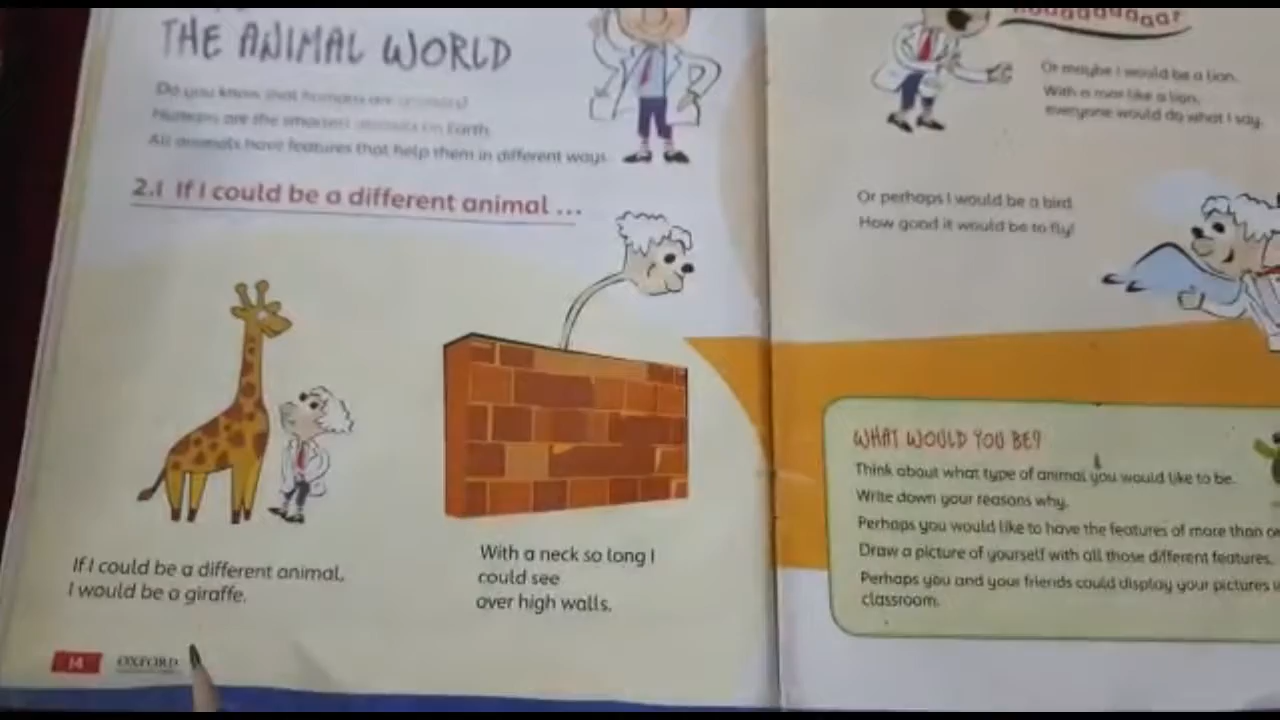 THE ANIMAL WORLD
Do you know that humans are animals?
Humans are the smartest animals on Earth.
All animals have features that help them in different ways.
2.1 If I could be a different animal ...
If I could be a different animal,
I would be a giraffe.
With a neck so long I
could see
over high walls.
14
OXFORD
Or maybe I would be a lion.
With a roar like a lion,
everyone would do what I say.
Or perhaps I would be a bird.
How good it would be to fly!
WHAT WOULD YOU BE?
Think about what type of animal you would like to be.
Write down your reasons why.
Perhaps you would like to have the features of more than
Draw a picture of yourself with all those different features.
Perhaps you and your friends could display your pictures
classroom.